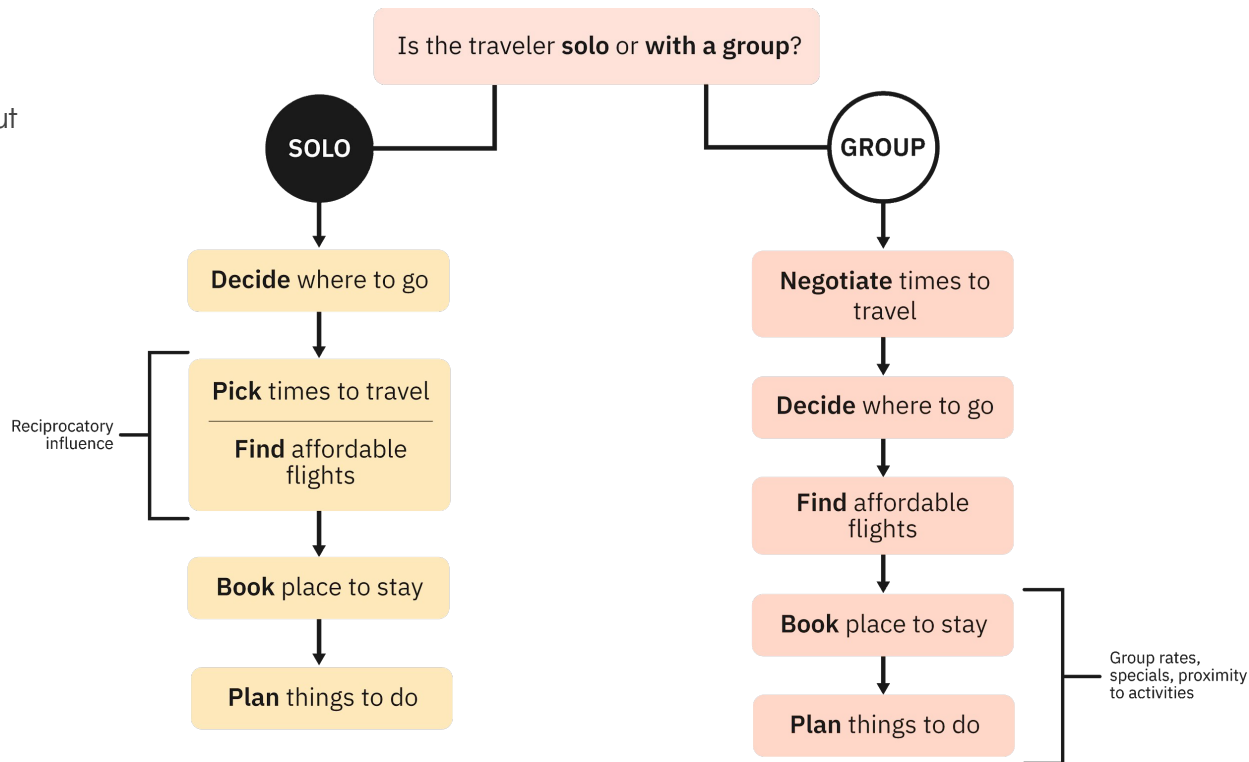 Is the traveler solo or with a group?
SOLO
Decide where to go
Pick times to travel
Find affordable
flights
Reciprocatory
influence
Book place to stay
Plan things to do
GROUP
Negotiate times to
travel
Decide where to go
Find affordable
flights
Book place to stay
Plan things to do
Group rates,
specials, proximity
to activities